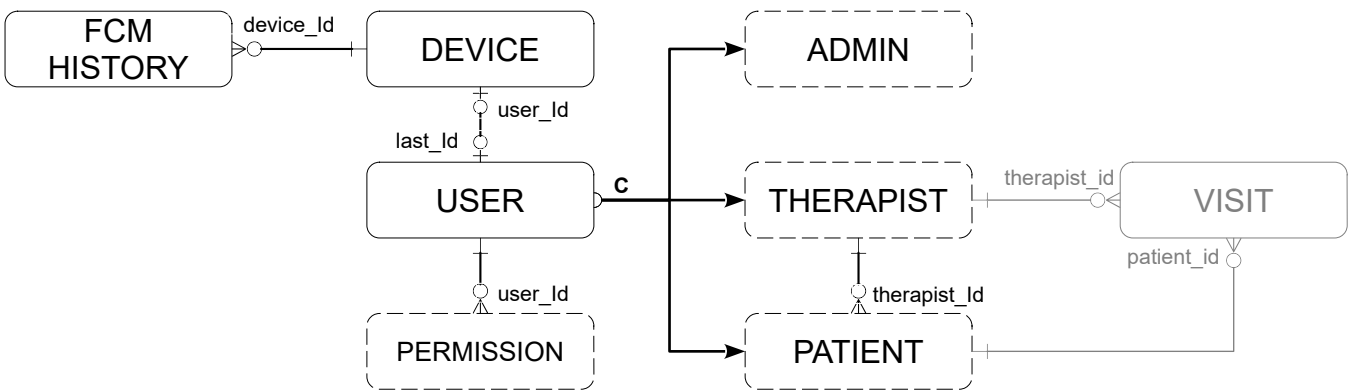 FCM
HISTORY
device_Id
DEVICE
ADMIN
user_Id
last_Id
USER
C
THERAPIST
therapist_id
VISIT
patient_id
user_Id
therapist_Id
PERMISSION
PATIENT